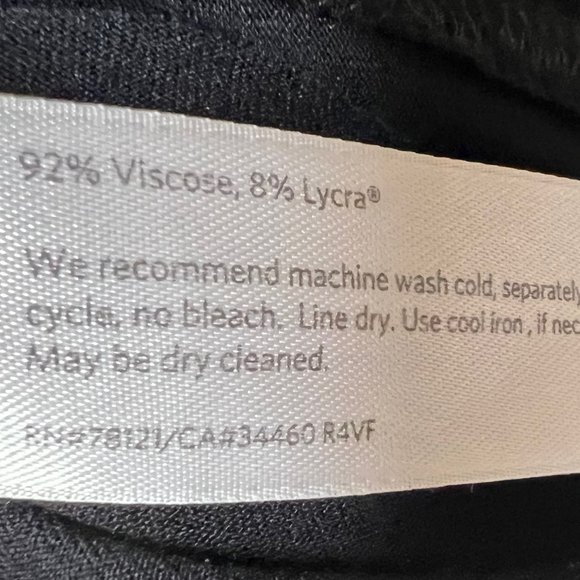 92% Viscose, 8% Lycra®
We recommend machine wash cold, separately
cycle, no bleach. Line dry. Use cool iron, if nec
May be dry cleaned.
RN#78121/CA#34460 R4VF